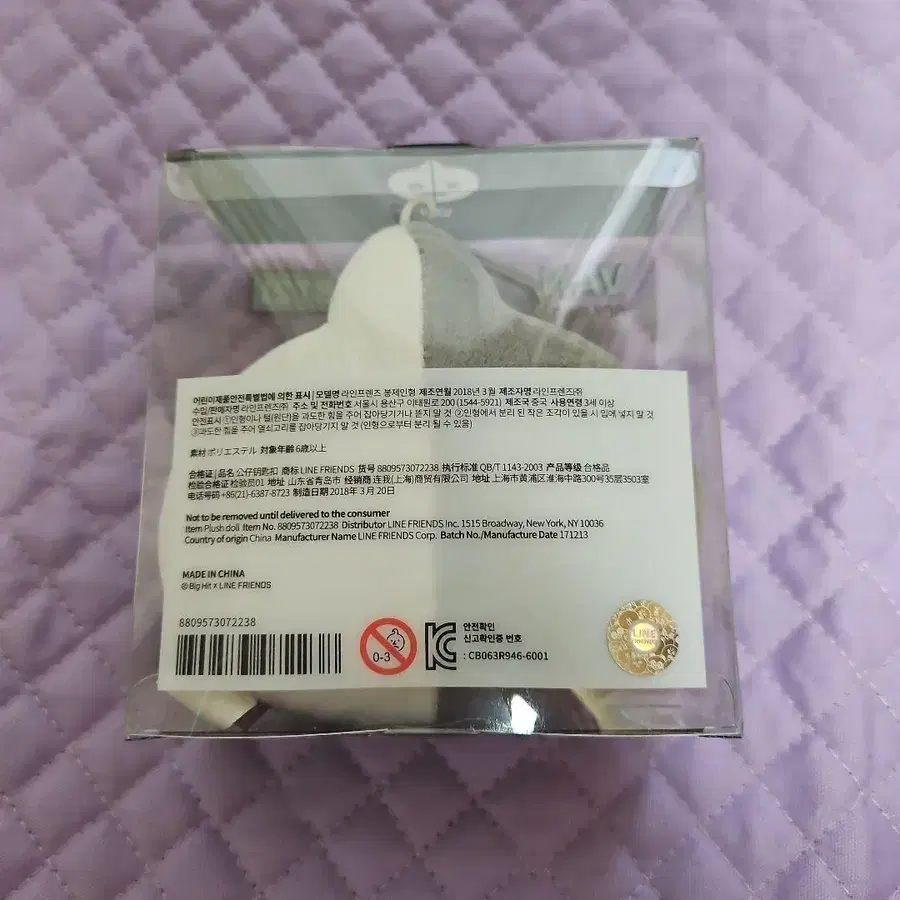 VAN
어린이제품안전특별법에 의한 표시 | 모델명 라인프렌즈 봉제인형 제조연월 2018년 3월 제조자명 라인프렌즈㈜
수입/판매자명 라인프렌즈㈜ 주소 및 전화번호 서울시 용산구 이태원로 200 (1544-5921) 제조국 중국 사용연령 3세 이상
안전표시 ①인형이나 털(원단)을 과도한 힘을 주어 잡아당기거나 뜯지 말 것 ②인형에서 분리 된 작은 조각이 있을 시 입에 넣지 말 것
③과도한 힘을 주어 열쇠고리를 잡아당기지 말 것 (인형으로부터 분리 될 수 있음)
素材 ポリエステル 対象年齢 6歳以上
合格证 | 品名 公仔钥匙扣 商标 LINE FRIENDS 货号 8809573072238 执行标准 QB/T 1143-2003 产品等级 合格品
检验合格证 检验员01 地址 山东省青岛市 经销商 连我(上海)商贸有限公司 地址 上海市黄浦区淮海中路300号35层3503室
电话号码 +86(21)-6387-8723 制造日期 2018年 3 月 20日
Not to be removed until delivered to the consumer
Item Plush doll Item No. 8809573072238 Distributor LINE FRIENDS Inc. 1515 Broadway, New York, NY 10036
Country of origin China Manufacturer Name LINE FRIENDS Corp. Batch No./Manufacture Date 171213
MADE IN CHINA
© Big Hit x LINE FRIENDS
8809573072238
0-3
안전확인
신고확인증 번호
: CB063R946-6001
LINE
FRIENDS